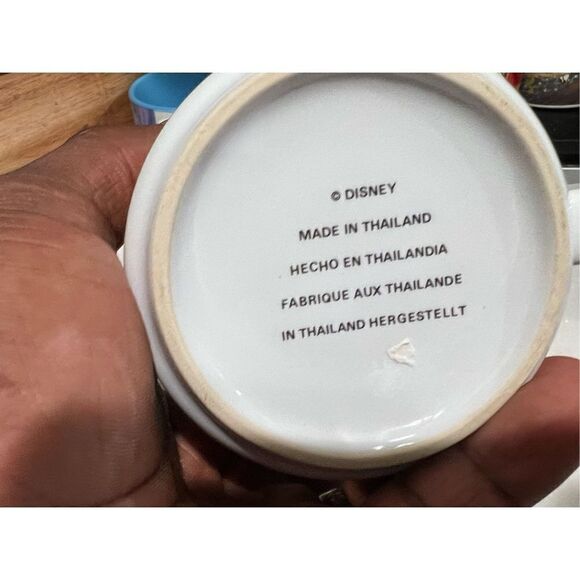 © DISNEY
MADE IN THAILAND
HECHO EN THAILANDIA
FABRIQUE AUX THAILANDE
IN THAILAND HERGESTELLT